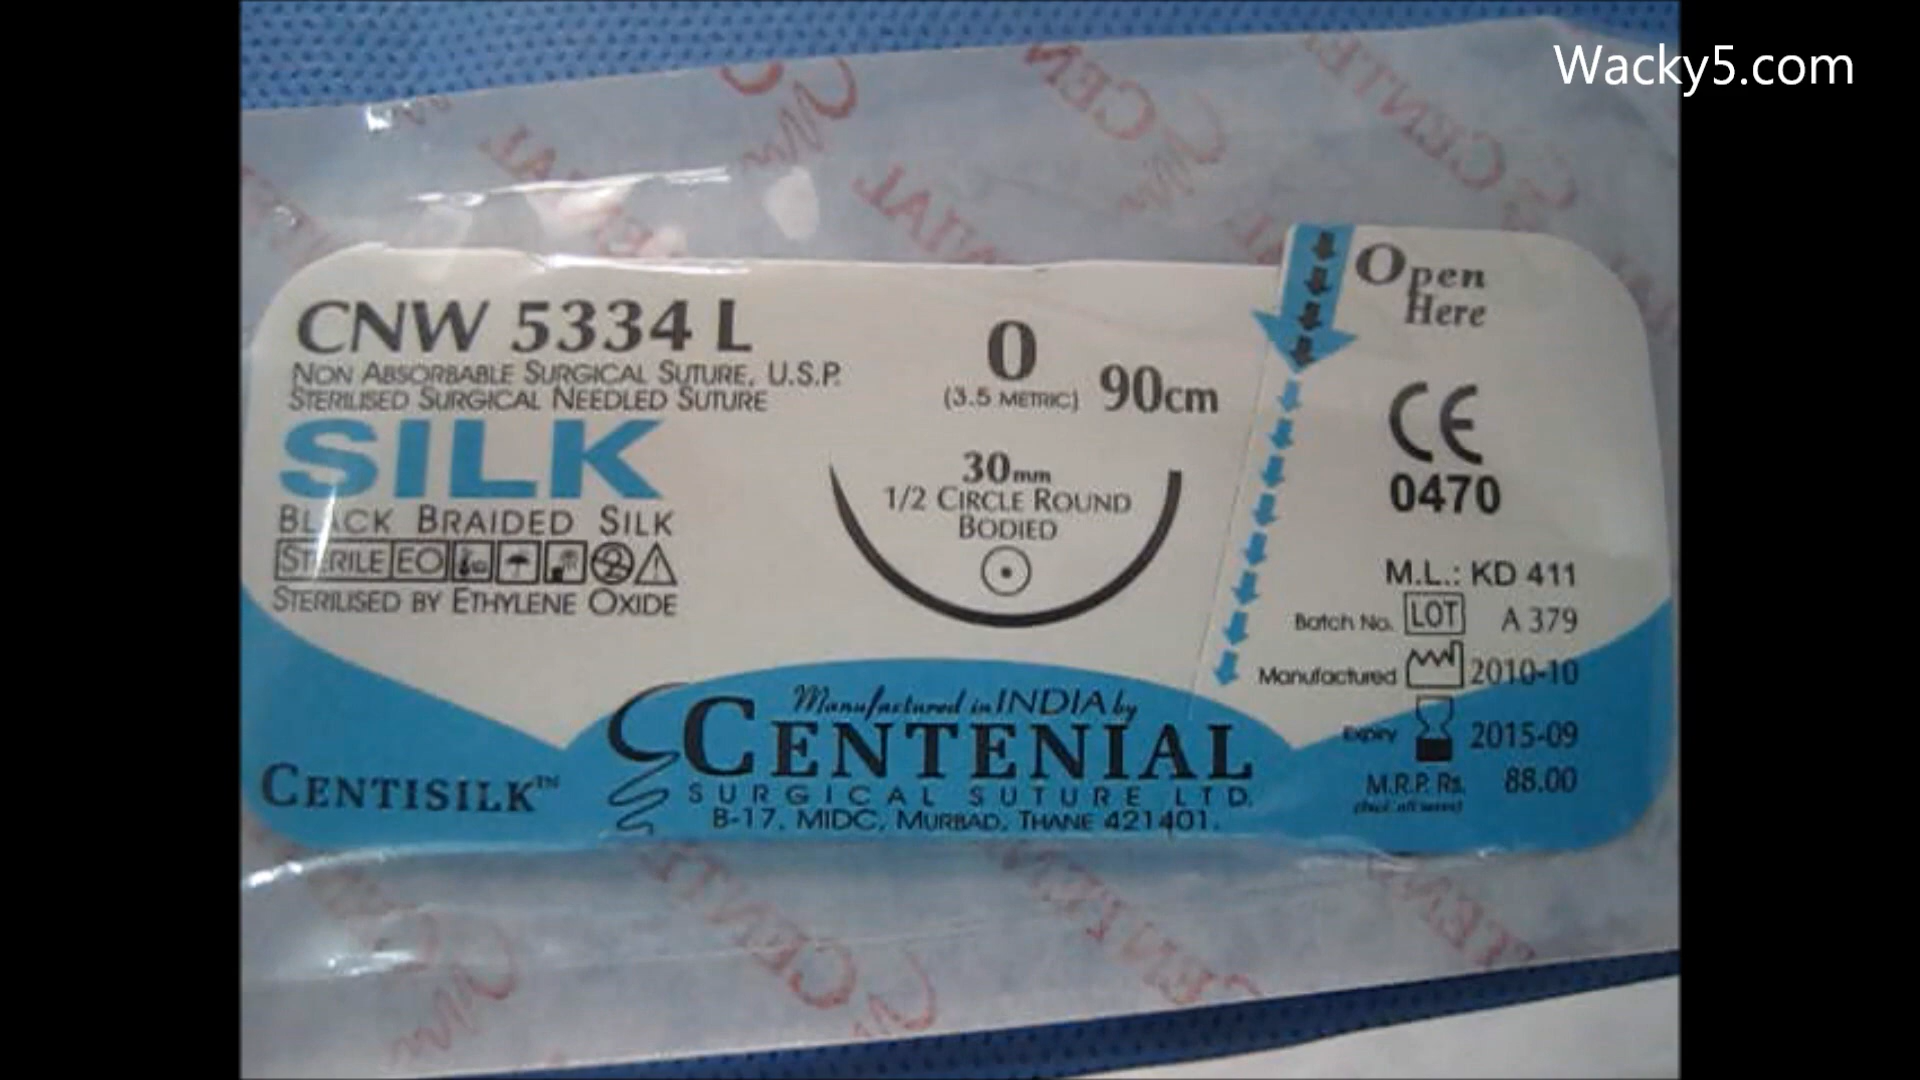 Wacky5.com
CNW 5334 L
NON ABSORBABLE SURGICAL SUTURE, U.S.P.
STERILISED SURGICAL NEEDLED SUTURE
SILK
BLACK BRAIDED SILK
STERILE EO
STERILISED BY ETHYLENE OXIDE
0
(3.5 METRIC) 90cm
30mm
1/2 CIRCLE ROUND
BODIED
Open
Here
CE
0470
M.L.: KD 411
Batch No. LOT A 379
Manufactured 2010-10
Expiry 2015-09
M.R.P. Rs. 88.00
Manufactured in INDIA by
CENTENIAL
SURGICAL SUTURE LTD.
B-17, MIDC, MURBAD, THANE 421401.
CENTISILK™